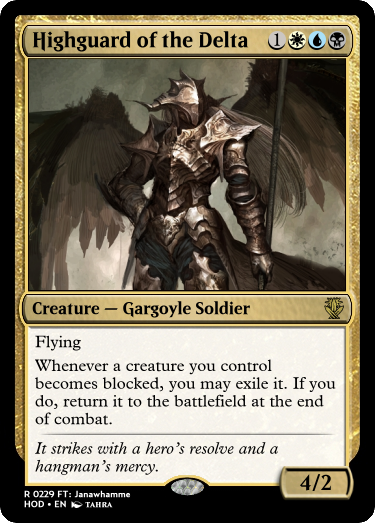 Highguard of the Delta 1
Creature — Gargoyle Soldier
Flying
Whenever a creature you control
becomes blocked, you may exile it. If you
do, return it to the battlefield at the end
of combat.
It strikes with a hero's resolve and a
hangman's mercy.
4/2
R 0229 FT: Janawhamme
HOD • EN TAHRA